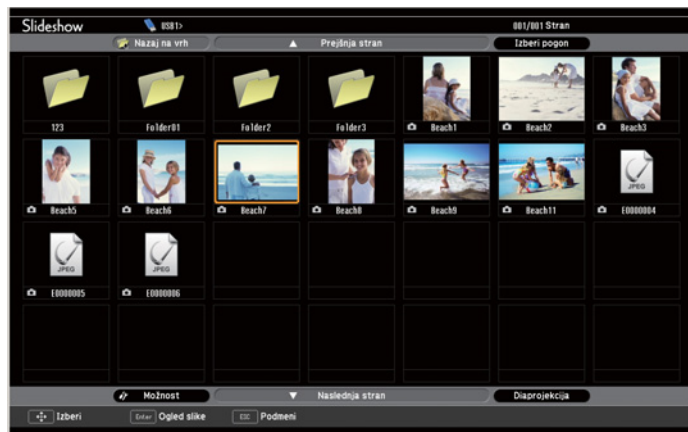 Slideshow USB1> 001/001 Stran
Nazaj na vrh ▲ Prejšnja stran Izberi pogon
123 Folder01 Folder2 Folder3 Beach1 Beach2 Beach3
JPEG
Beach5 Beach6 Beach7 Beach8 Beach9 Beach11 E0000004
JPEG JPEG
E0000005 E0000006
Možnost ▼ Naslednja stran Diaprojekcija
Izberi Enter Ogled slike ESC Podmeni